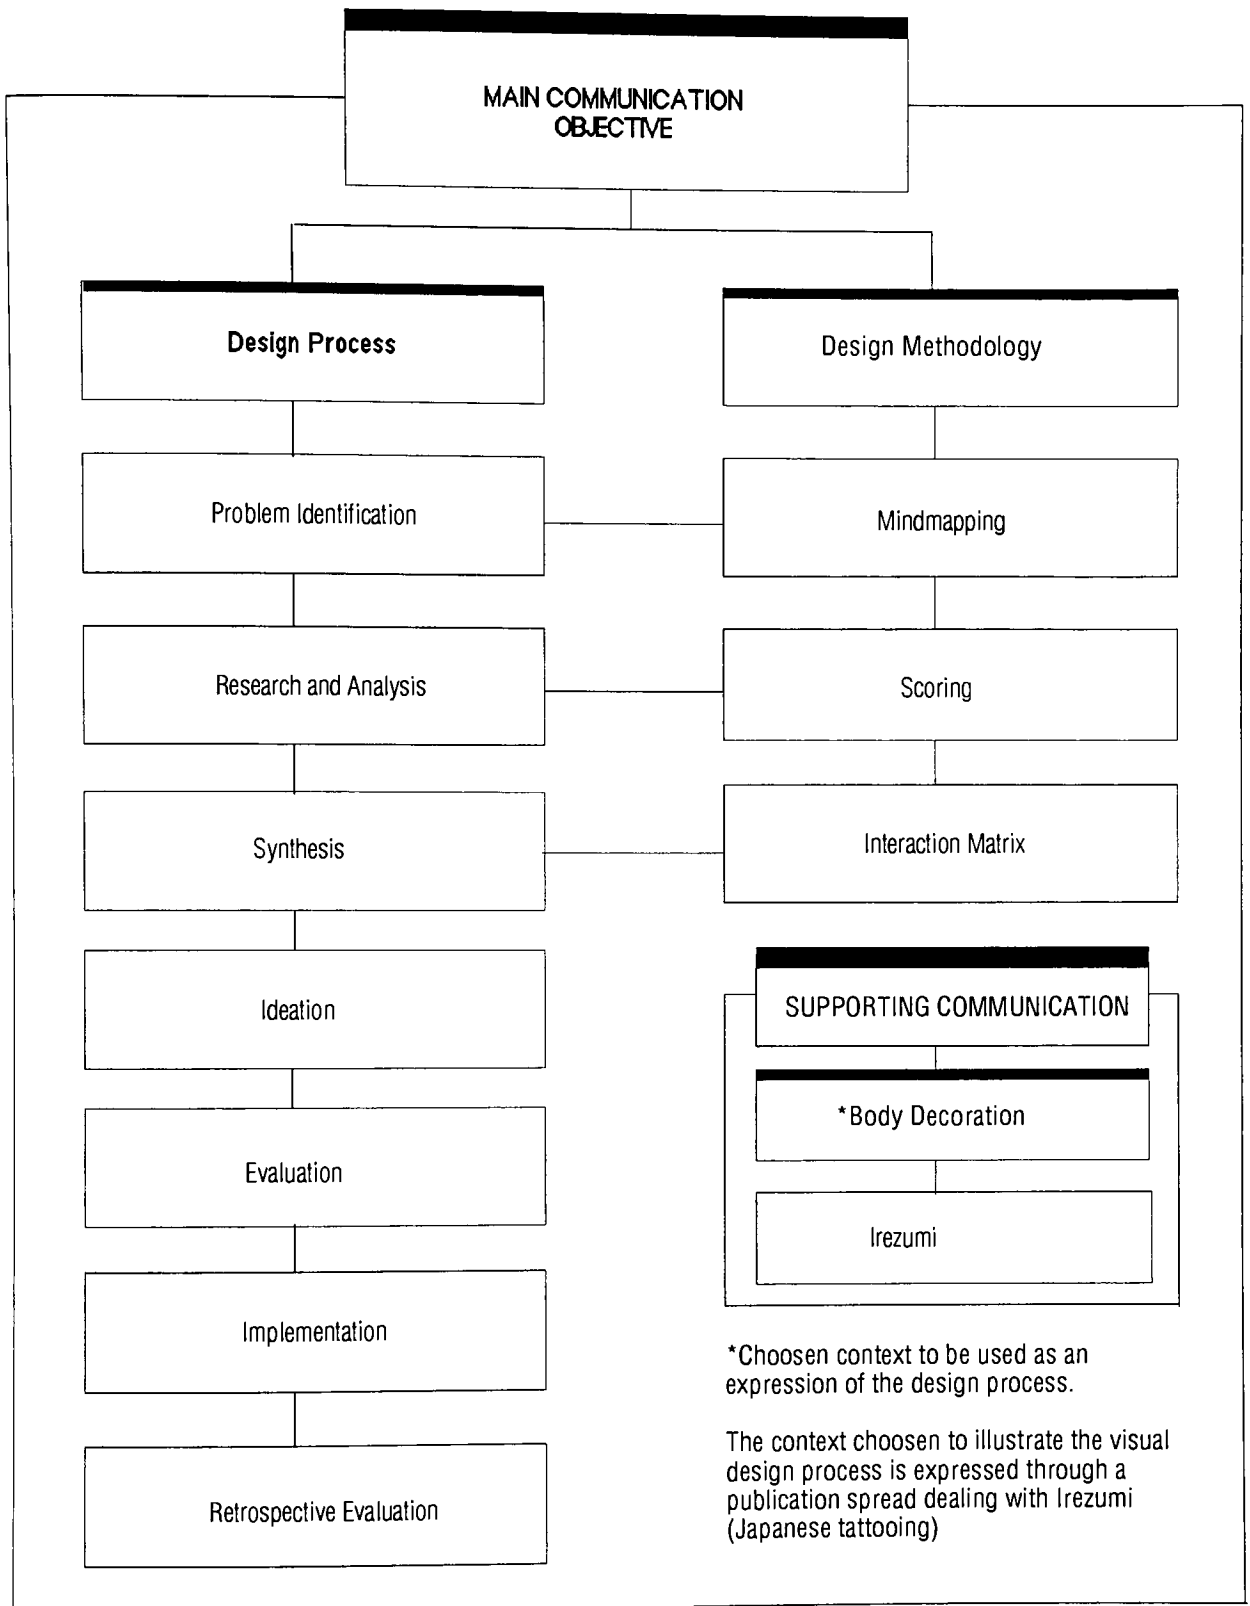 MAIN COMMUNICATION
OBJECTIVE
Design Process
Problem Identification
Research and Analysis
Synthesis
Ideation
Evaluation
Implementation
Retrospective Evaluation
Design Methodology
Mindmapping
Scoring
Interaction Matrix
SUPPORTING COMMUNICATION
*Body Decoration
Irezumi
*Choosen context to be used as an
expression of the design process.
The context choosen to illustrate the visual
design process is expressed through a
publication spread dealing with Irezumi
(Japanese tattooing)